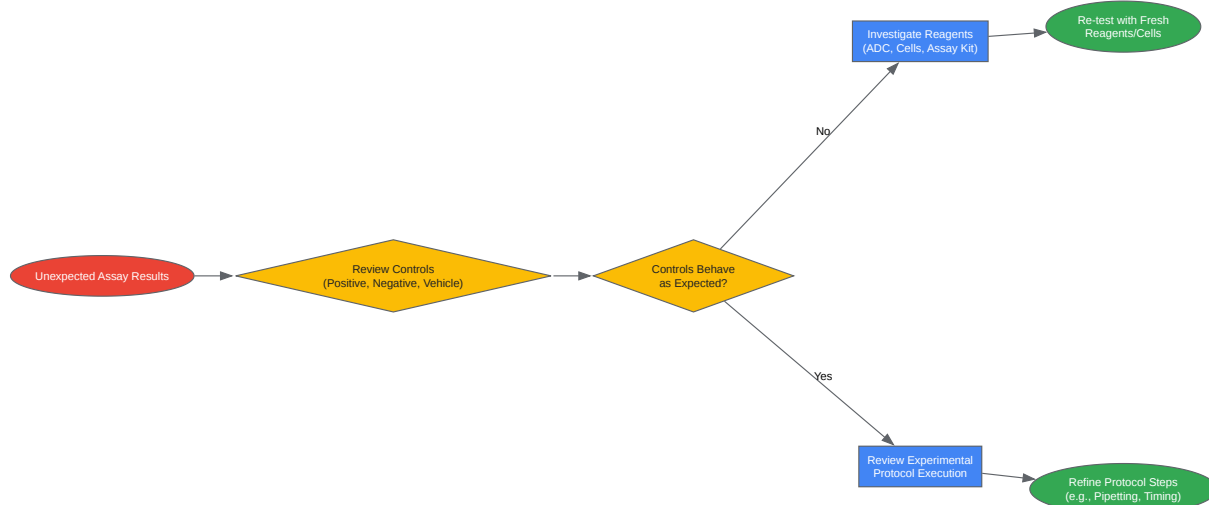 Unexpected Assay Results
Review Controls
(Positive, Negative, Vehicle)
Controls Behave
as Expected?
No
Investigate Reagents
(ADC, Cells, Assay Kit)
Re-test with Fresh
Reagents/Cells
Yes
Review Experimental
Protocol Execution
Refine Protocol Steps
(e.g., Pipetting, Timing)